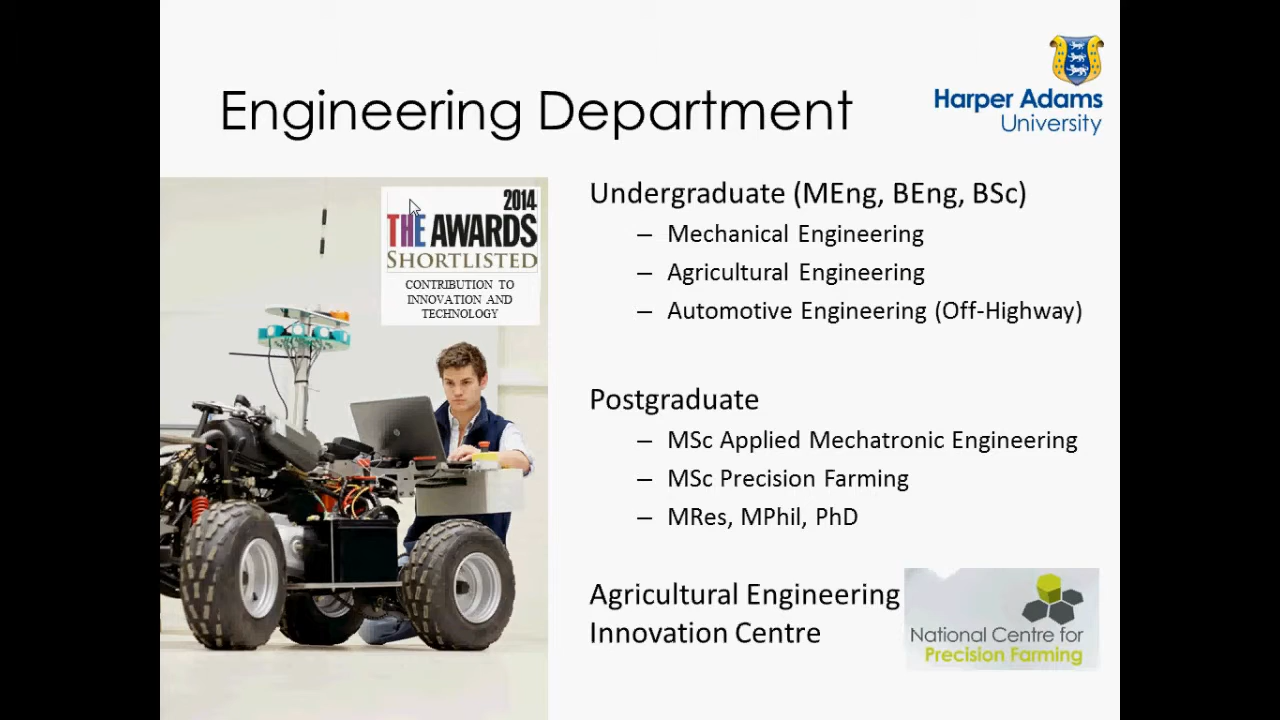 Engineering Department
Harper Adams
University
2014
THE AWARDS
SHORTLISTED
CONTRIBUTION TO
INNOVATION AND
TECHNOLOGY
Undergraduate (MEng, BEng, BSc)
– Mechanical Engineering
– Agricultural Engineering
– Automotive Engineering (Off-Highway)
Postgraduate
– MSc Applied Mechatronic Engineering
– MSc Precision Farming
– MRes, MPhil, PhD
Agricultural Engineering
Innovation Centre
National Centre for
Precision Farming